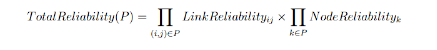 TotalReliability(P) = ∏_{(i,j)∈P} LinkReliability_{ij} × ∏_{k∈P} NodeReliability_k